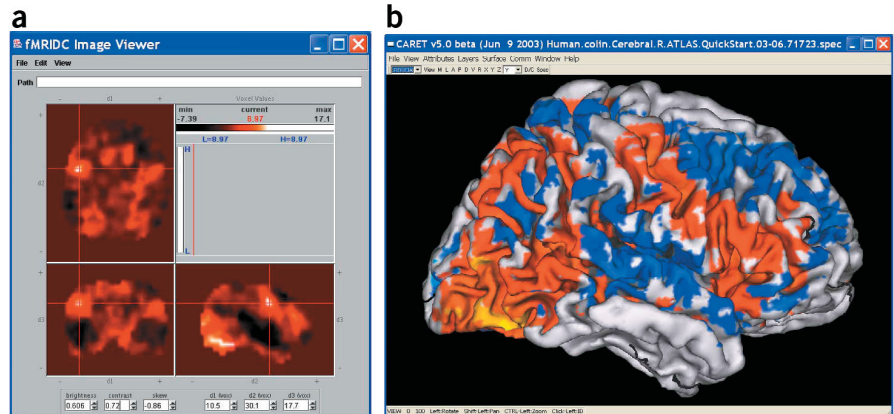 a
fMRIDC Image Viewer
File Edit View
Path
- d1 +
Voxel Values
min current max
-7.39 8.97 17.1
L=8.97 H=8.97
H
L
+
d2
-
+
d3
-
+
d3
-
- d1 +
- d2 +
brightness contrast skew d1 (vox) d2 (vox) d3 (vox)
0.606 0.72 -0.86 10.5 30.1 17.7
b
CARET v5.0 beta (Jun 9 2003) Human.colin.Cerebral.R.ATLAS.QuickStart.03-06.71723.spec
File View Attributes Layers Surface Comm Window Help
View M L A P D V R X Y Z Y D/C
VIEW 0 100 Left:Rotate Shift-Left:Pan CTRL-Left:Zoom Click-Left:ID